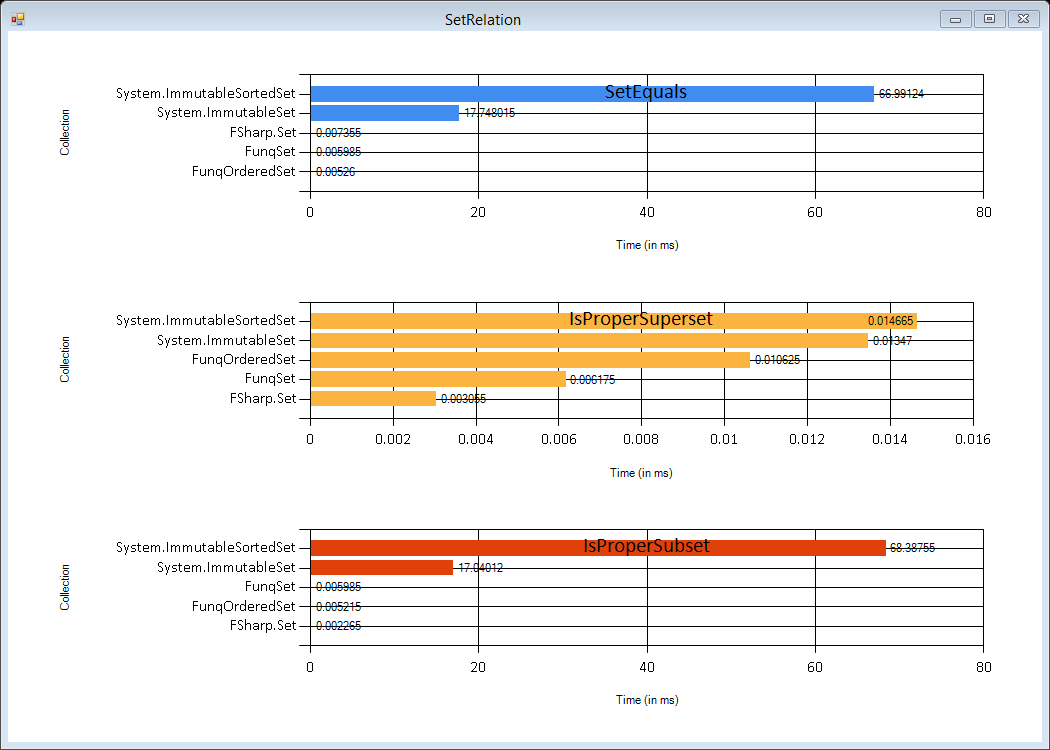 SetRelation
SetEquals
Collection
System.ImmutableSortedSet 66.99124
System.ImmutableSet 17.748015
FSharp.Set 0.007355
FunqSet 0.005985
FunqOrderedSet 0.00526
0 20 40 60 80
Time (in ms)
IsProperSuperset
Collection
System.ImmutableSortedSet 0.014665
System.ImmutableSet 0.01347
FunqOrderedSet 0.010625
FunqSet 0.006175
FSharp.Set 0.003055
0 0.002 0.004 0.006 0.008 0.01 0.012 0.014 0.016
Time (in ms)
IsProperSubset
Collection
System.ImmutableSortedSet 68.38755
System.ImmutableSet 17.04012
FunqSet 0.005985
FunqOrderedSet 0.005215
FSharp.Set 0.002265
0 20 40 60 80
Time (in ms)